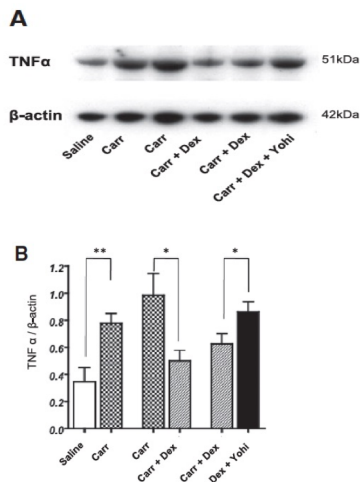 A
TNFα 51kDa
β-actin 42kDa
Saline Carr Carr Carr + Dex Carr + Dex Carr + Dex + Yohi
B
** * *
TNF α / β-actin
1.2
1.0
0.8
0.6
0.4
0.2
0.0
Saline Carr Carr Carr + Dex Carr + Dex Dex + Yohi